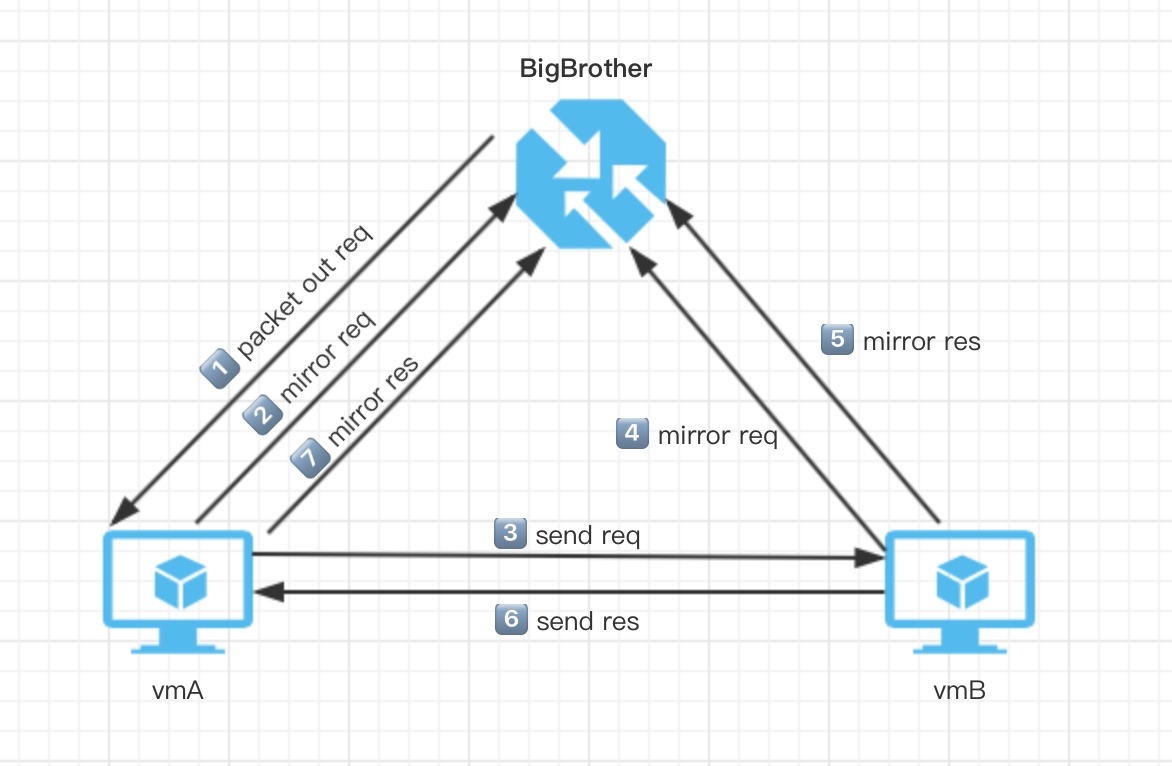 BigBrother
1 packet out req
2 mirror req
7 mirror res
5 mirror res
4 mirror req
3 send req
6 send res
vmA
vmB